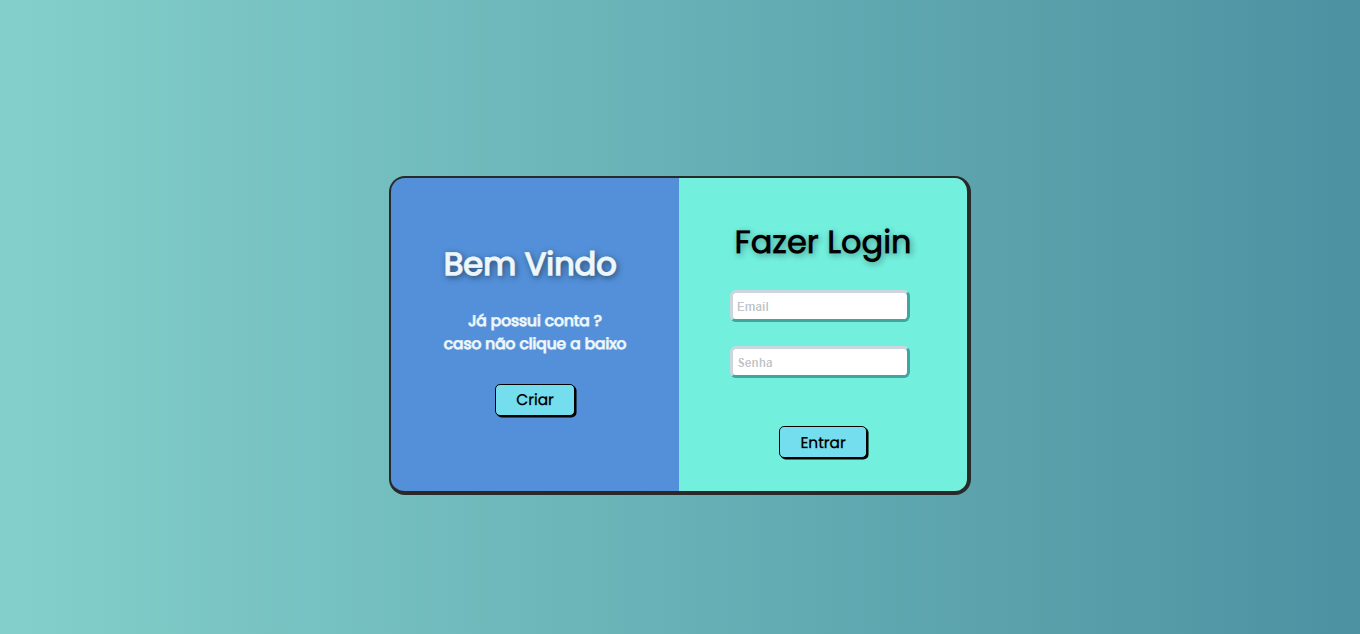 Bem Vindo
Já possui conta ?
caso não clique a baixo
Criar
Fazer Login
Email
Senha
Entrar